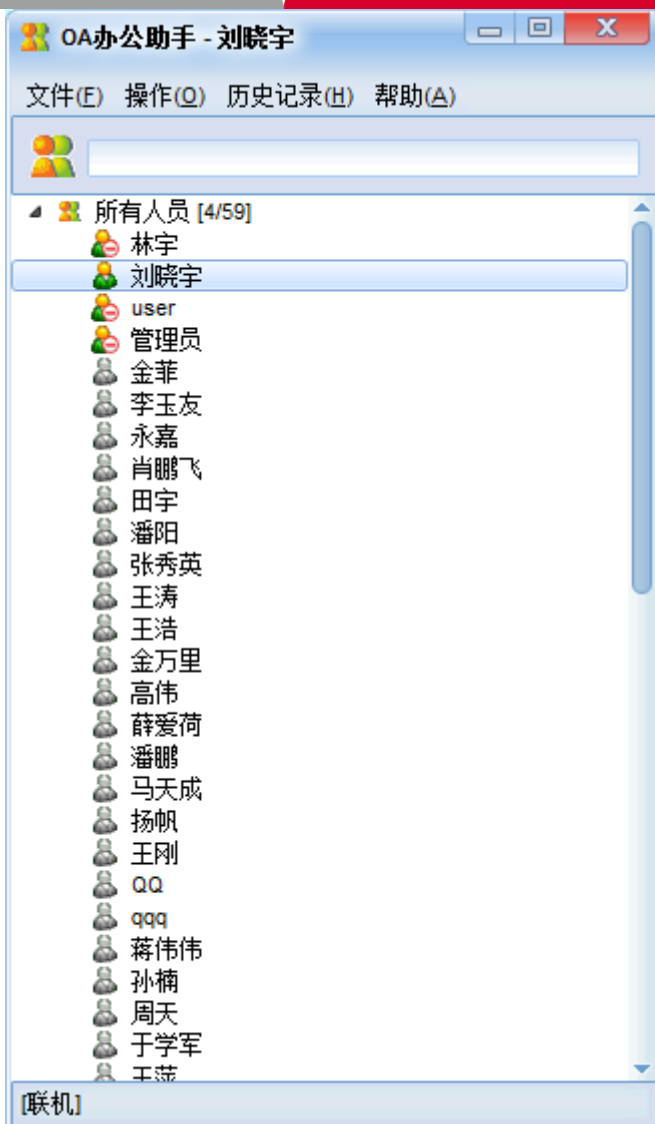 OA办公助手 - 刘晓宇
文件(F) 操作(O) 历史记录(H) 帮助(A)
所有人员 [4/59]
林宇
刘晓宇
user
管理员
金菲
李玉友
永嘉
肖鹏飞
田宇
潘阳
张秀英
王涛
王浩
金万里
高伟
薛爱荷
潘鹏
马天成
扬帆
王刚
QQ
qqq
蒋伟伟
孙楠
周天
于学军
王萍
[联机]